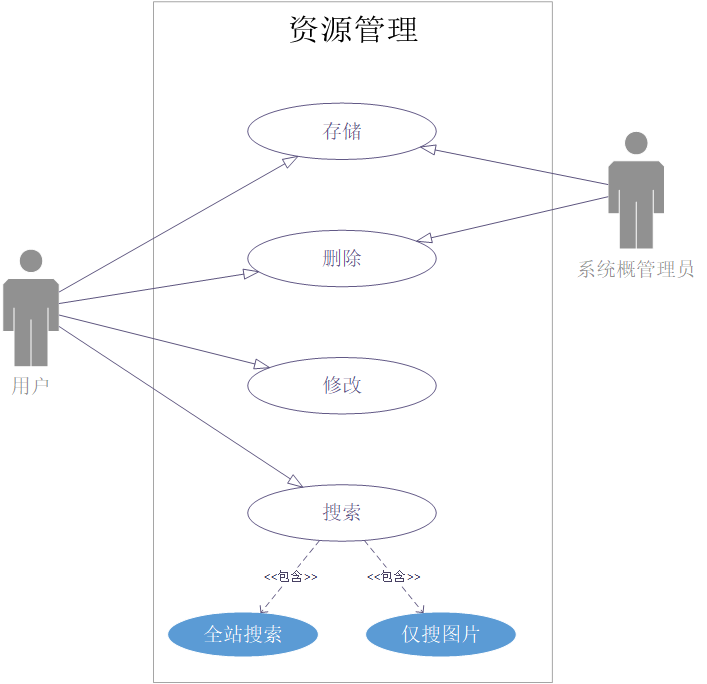 资源管理
存储
删除
系统概管理员
修改
用户
搜索
<<包含>>
<<包含>>
全站搜索
仅搜图片